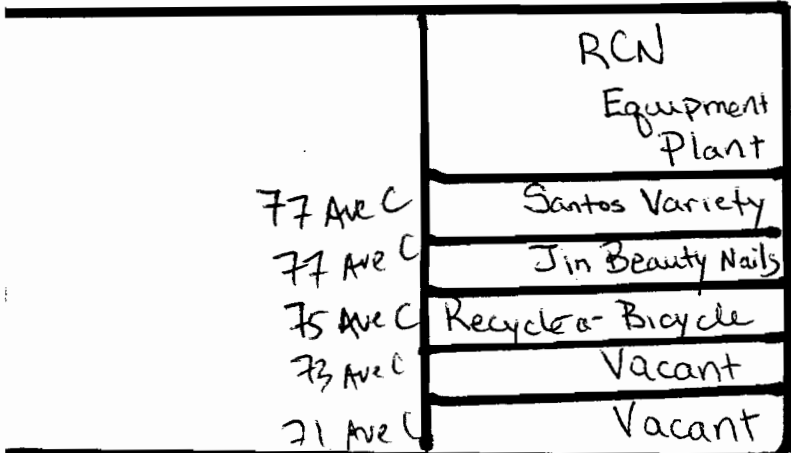 RCN
Equipment
Plant
77 Ave C Santos Variety
77 Ave C Jin Beauty Nails
75 Ave C Recycle-a-Bicycle
73 Ave C Vacant
71 Ave C Vacant